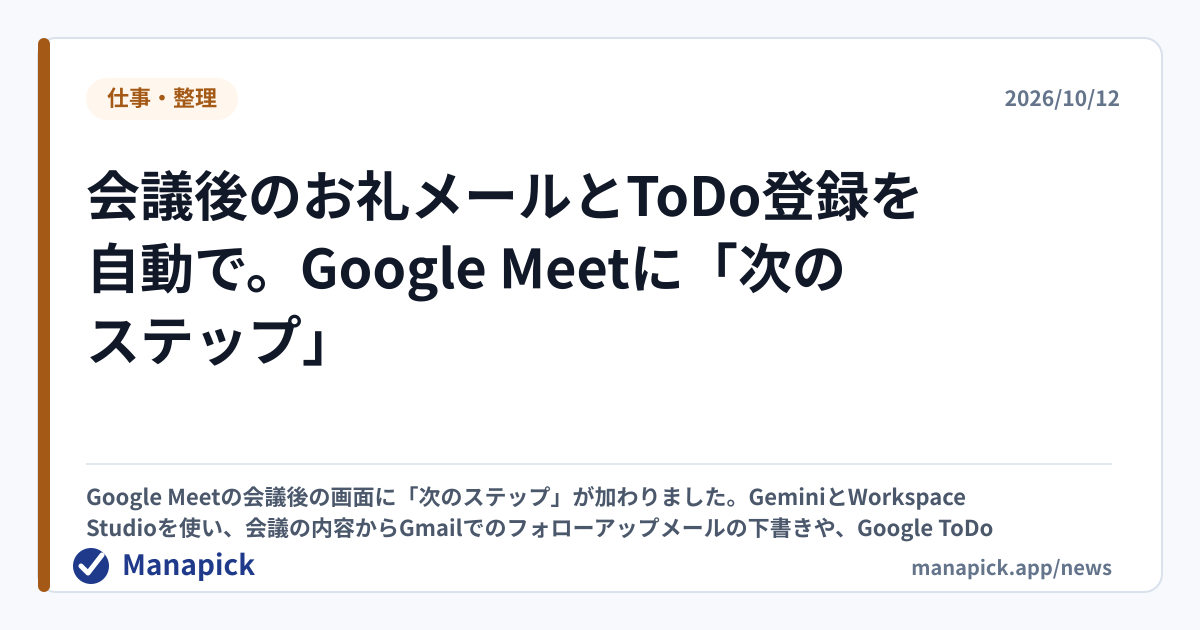 仕事・整理
2026/10/12
会議後のお礼メールとToDo登録を
自動で。Google Meetに「次の
ステップ」
Google Meetの会議後の画面に「次のステップ」が加わりました。GeminiとWorkspace
Studioを使い、会議の内容からGmailでのフォローアップメールの下書きや、Google ToDo
Manapick
manapick.app/news